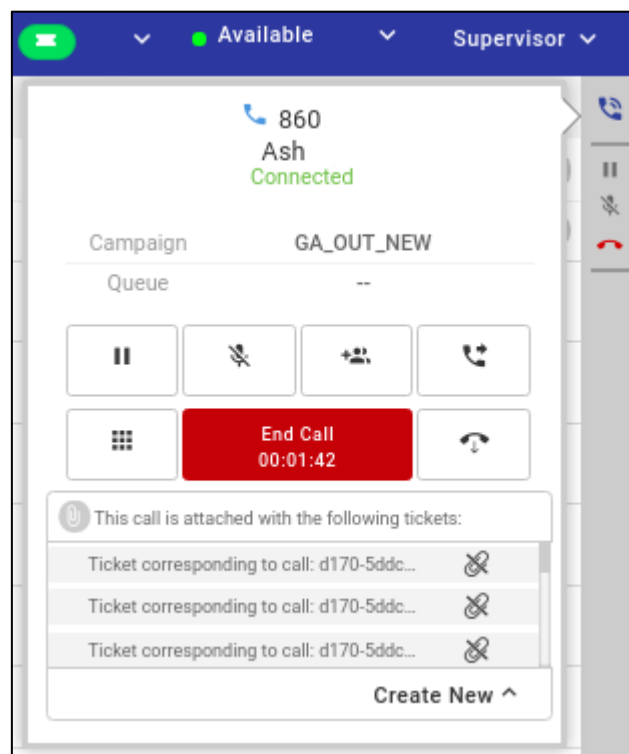 Available
Supervisor
860
Ash
Connected
Campaign GA_OUT_NEW
Queue --
End Call
00:01:42
This call is attached with the following tickets:
Ticket corresponding to call: d170-5ddc...
Ticket corresponding to call: d170-5ddc...
Ticket corresponding to call: d170-5ddc...
Create New